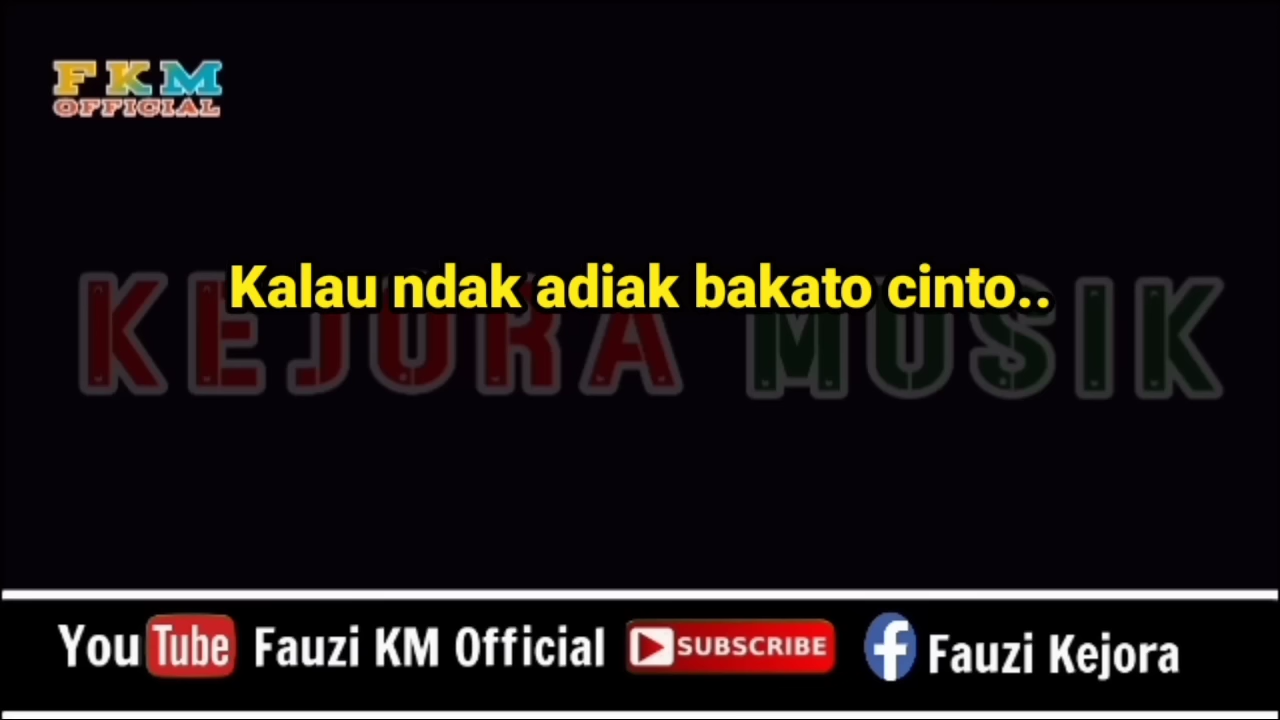 FKM
OFFICIAL
Kalau ndak adiak bakato cinto..
KEJORA MUSIK
YouTube Fauzi KM Official SUBSCRIBE f Fauzi Kejora